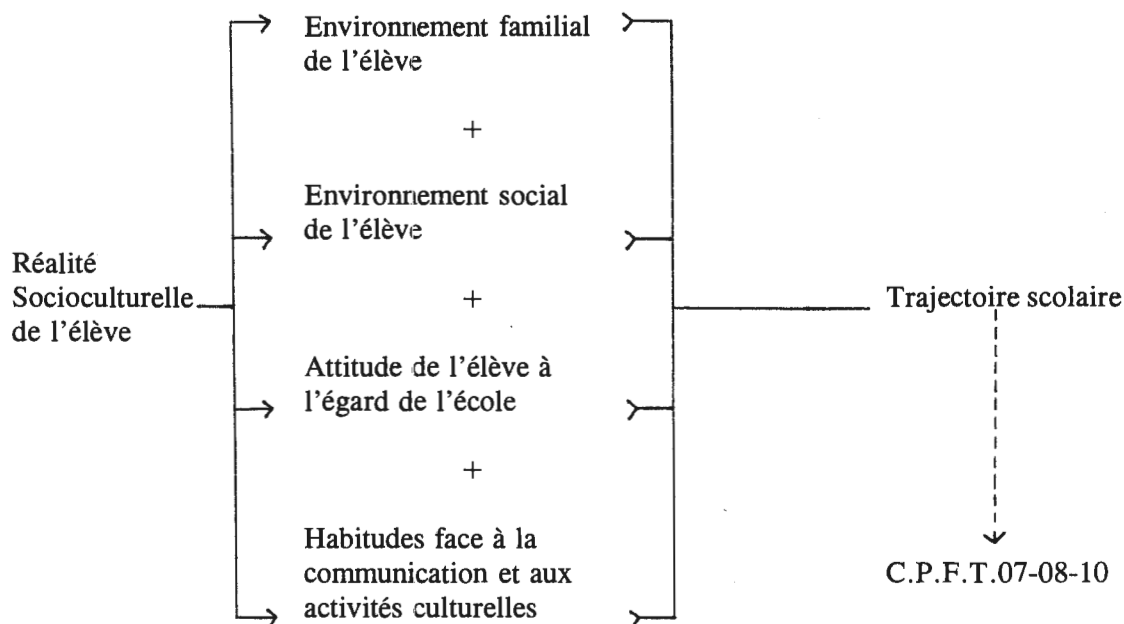 Environnement familial
de l'élève
+
Environnement social
de l'élève
Réalité
Socioculturelle
de l'élève
+
Trajectoire scolaire
Attitude de l'élève à
l'égard de l'école
+
Habitudes face à la
communication et aux
activités culturelles
C.P.F.T.07-08-10